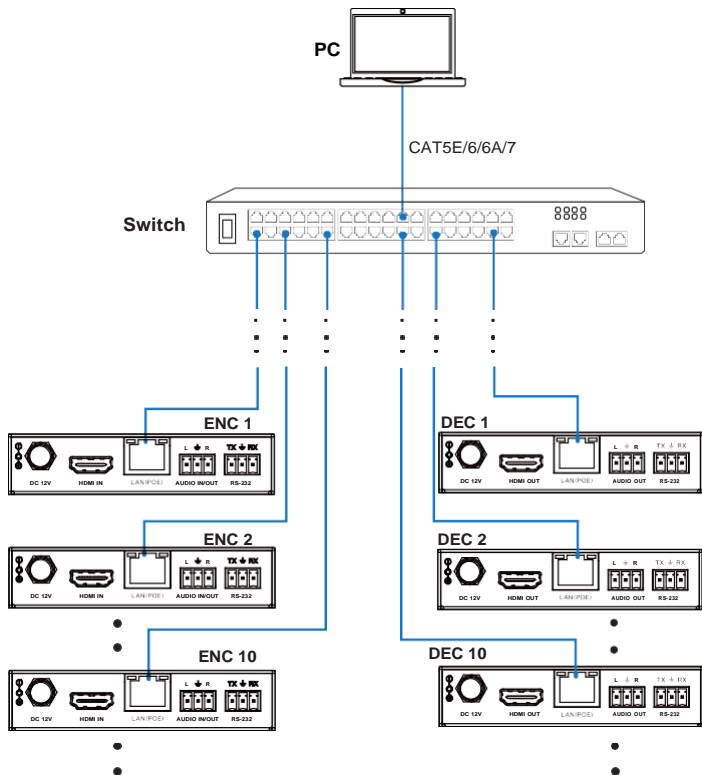 PC
CAT5E/6/6A/7
Switch
ENC 1
L R TX RX
DC 12V HDMI IN LAN(POE) AUDIO IN/OUT RS-232
DEC 1
L R TX RX
DC 12V HDMI OUT LAN(POE) AUDIO OUT RS-232
ENC 2
L R TX RX
DC 12V HDMI IN LAN(POE) AUDIO IN/OUT RS-232
DEC 2
L R TX RX
DC 12V HDMI OUT LAN(POE) AUDIO OUT RS-232
ENC 10
L R TX RX
DC 12V HDMI IN LAN(POE) AUDIO IN/OUT RS-232
DEC 10
L R TX RX
DC 12V HDMI OUT LAN(POE) AUDIO OUT RS-232